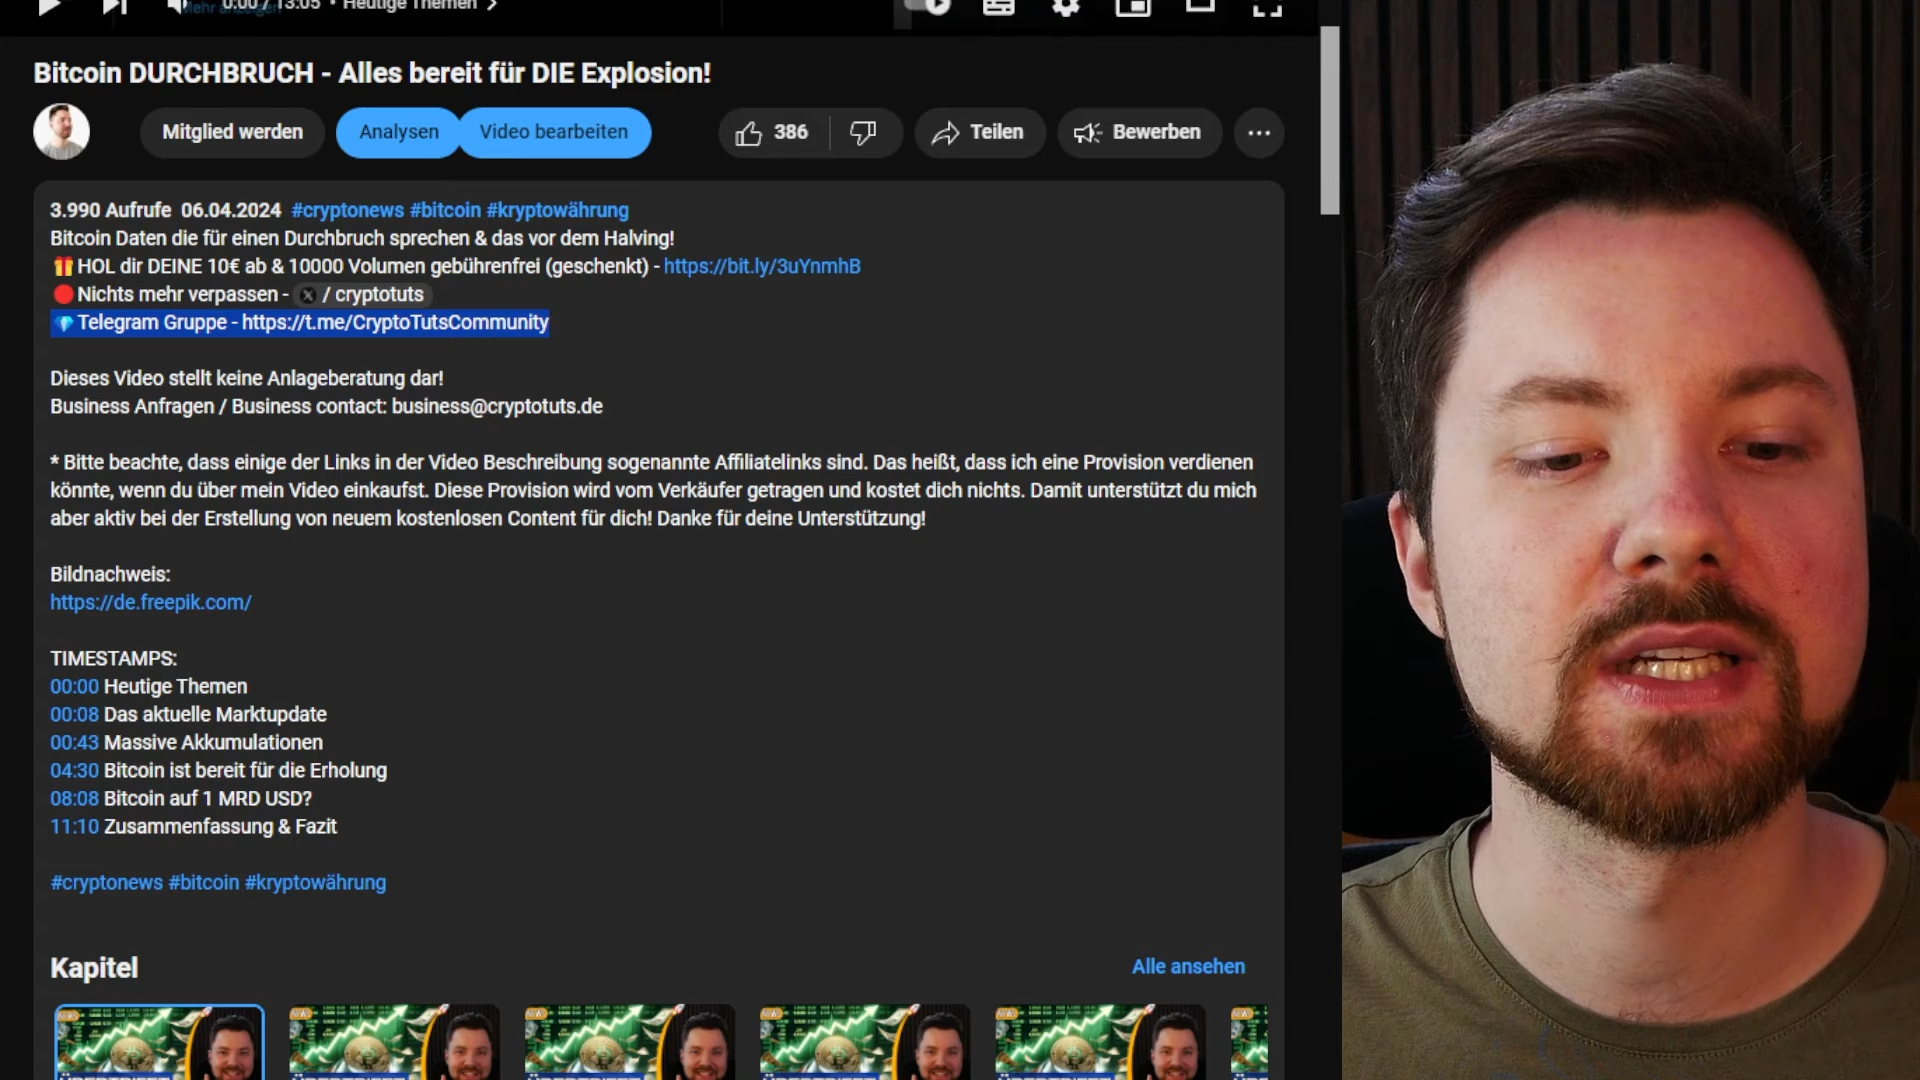 0:00 / 13:05 • Heutige Themen
Bitcoin DURCHBRUCH - Alles bereit für DIE Explosion!
Mitglied werden
Analysen
Video bearbeiten
386
Teilen
Bewerben
3.990 Aufrufe 06.04.2024 #cryptonews #bitcoin #kryptowährung
Bitcoin Daten die für einen Durchbruch sprechen & das vor dem Halving!
🎁HOL dir DEINE 10€ ab & 10000 Volumen gebührenfrei (geschenkt) - https://bit.ly/3uYnmhB
🔴Nichts mehr verpassen - X / cryptotuts
💎Telegram Gruppe - https://t.me/CryptoTutsCommunity
Dieses Video stellt keine Anlageberatung dar!
Business Anfragen / Business contact: business@cryptotuts.de
* Bitte beachte, dass einige der Links in der Video Beschreibung sogenannte Affiliatelinks sind. Das heißt, dass ich eine Provision verdienen
könnte, wenn du über mein Video einkaufst. Diese Provision wird vom Verkäufer getragen und kostet dich nichts. Damit unterstützt du mich
aber aktiv bei der Erstellung von neuem kostenlosen Content für dich! Danke für deine Unterstützung!
Bildnachweis:
https://de.freepik.com/
TIMESTAMPS:
00:00 Heutige Themen
00:08 Das aktuelle Marktupdate
00:43 Massive Akkumulationen
04:30 Bitcoin ist bereit für die Erholung
08:08 Bitcoin auf 1 MRD USD?
11:10 Zusammenfassung & Fazit
#cryptonews #bitcoin #kryptowährung
Kapitel
Alle ansehen